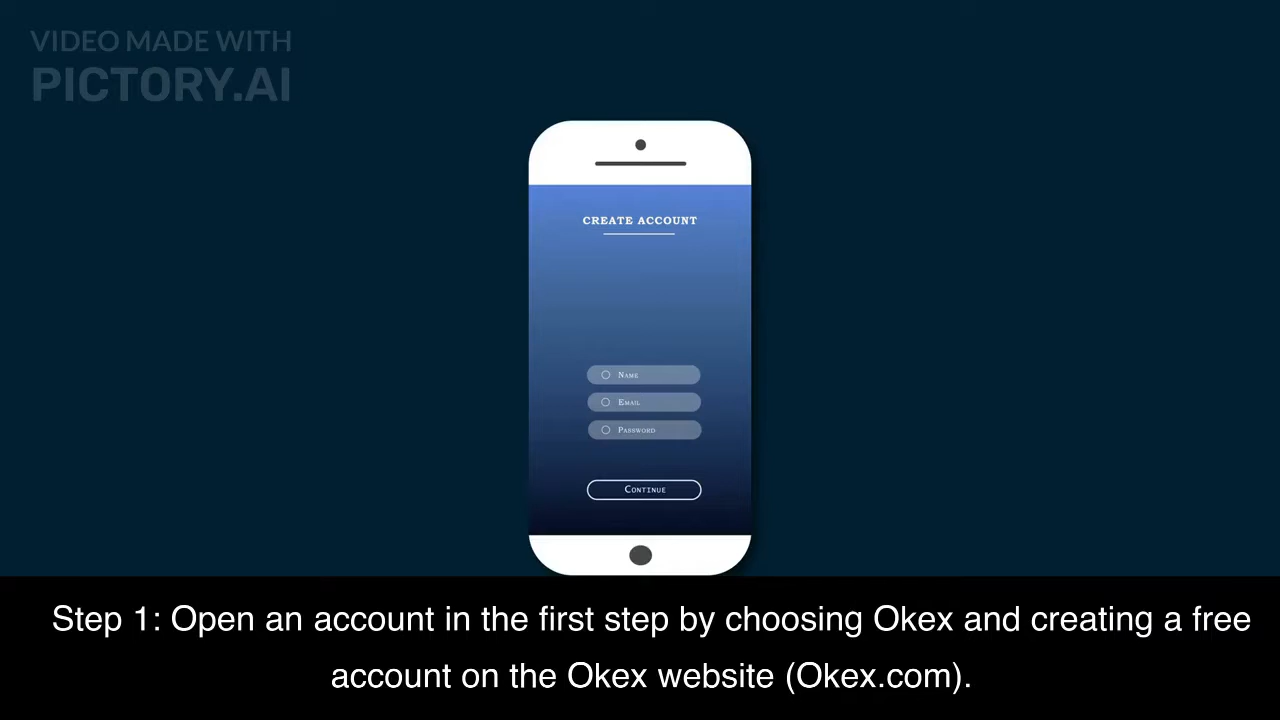 VIDEO MADE WITH
PICTORY.AI
CREATE ACCOUNT
Name
Email
Password
Continue
Step 1: Open an account in the first step by choosing Okex and creating a free
account on the Okex website (Okex.com).